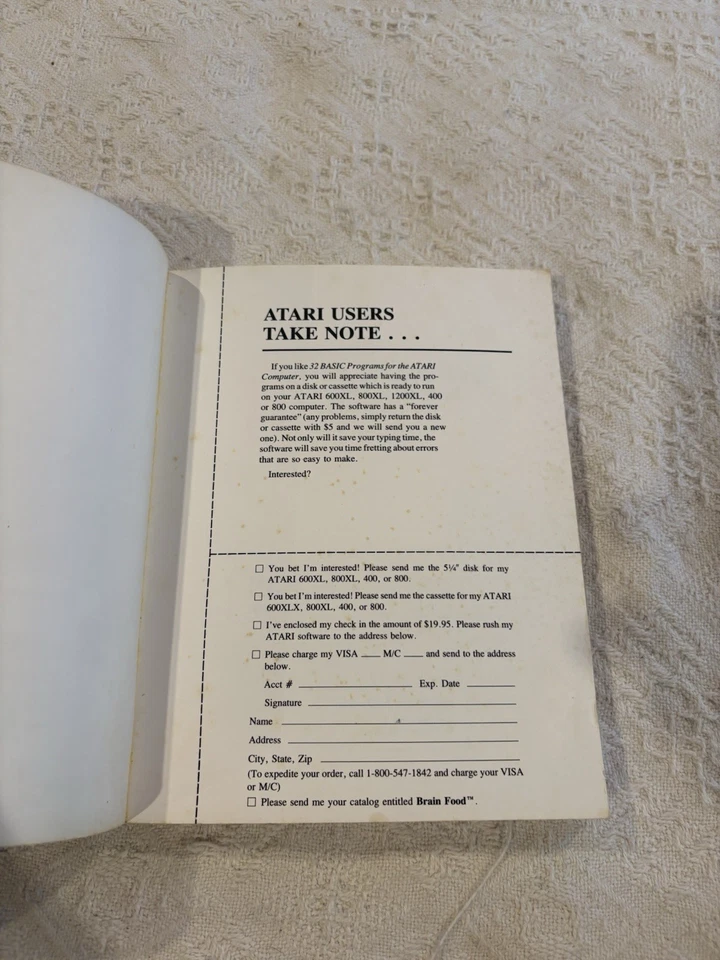 ATARI USERS
TAKE NOTE . . .
If you like 32 BASIC Programs for the ATARI
Computer, you will appreciate having the pro-
grams on a disk or cassette which is ready to run
on your ATARI 600XL, 800XL, 1200XL, 400
or 800 computer. The software has a "forever
guarantee" (any problems, simply return the disk
or cassette with $5 and we will send you a new
one). Not only will it save your typing time, the
software will save you time fretting about errors
that are so easy to make.
Interested?
☐ You bet I'm interested! Please send me the 5¼" disk for my
ATARI 600XL, 800XL, 400, or 800.
☐ You bet I'm interested! Please send me the cassette for my ATARI
600XLX, 800XL, 400, or 800.
☐ I've enclosed my check in the amount of $19.95. Please rush my
ATARI software to the address below.
☐ Please charge my VISA ____ M/C ____ and send to the address
below.
Acct # ____________ Exp. Date ______
Signature ____________
Name ____________
Address ____________
City, State, Zip ____________
(To expedite your order, call 1-800-547-1842 and charge your VISA
or M/C)
☐ Please send me your catalog entitled Brain Food™.